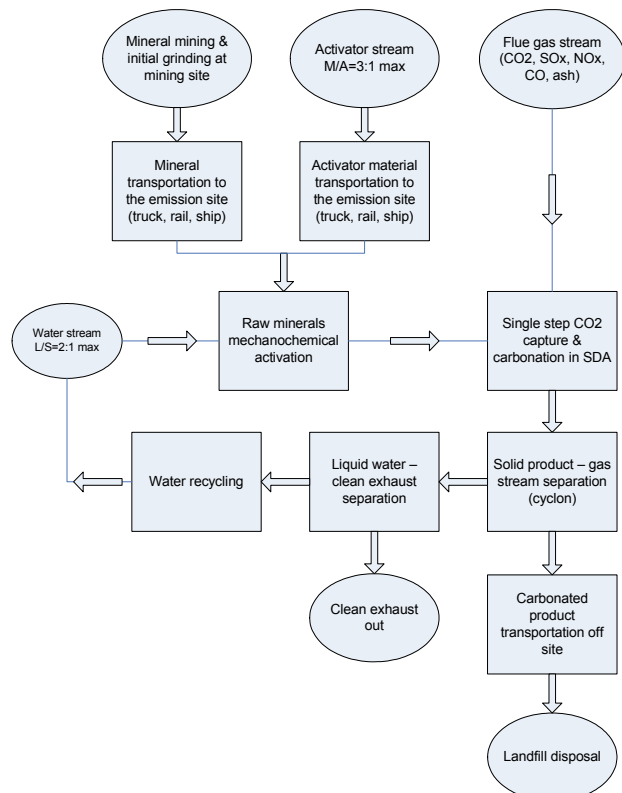 Mineral mining &
initial grinding at
mining site
Activator stream
M/A=3:1 max
Flue gas stream
(CO2, SOx, NOx,
CO, ash)
Mineral
transportation to
the emission site
(truck, rail, ship)
Activator material
transportation to
the emission site
(truck, rail, ship)
Water stream
L/S=2:1 max
Raw minerals
mechanochemical
activation
Single step CO2
capture &
carbonation in SDA
Water recycling
Liquid water –
clean exhaust
separation
Solid product – gas
stream separation
(cyclon)
Clean exhaust
out
Carbonated
product
transportation off
site
Landfill disposal